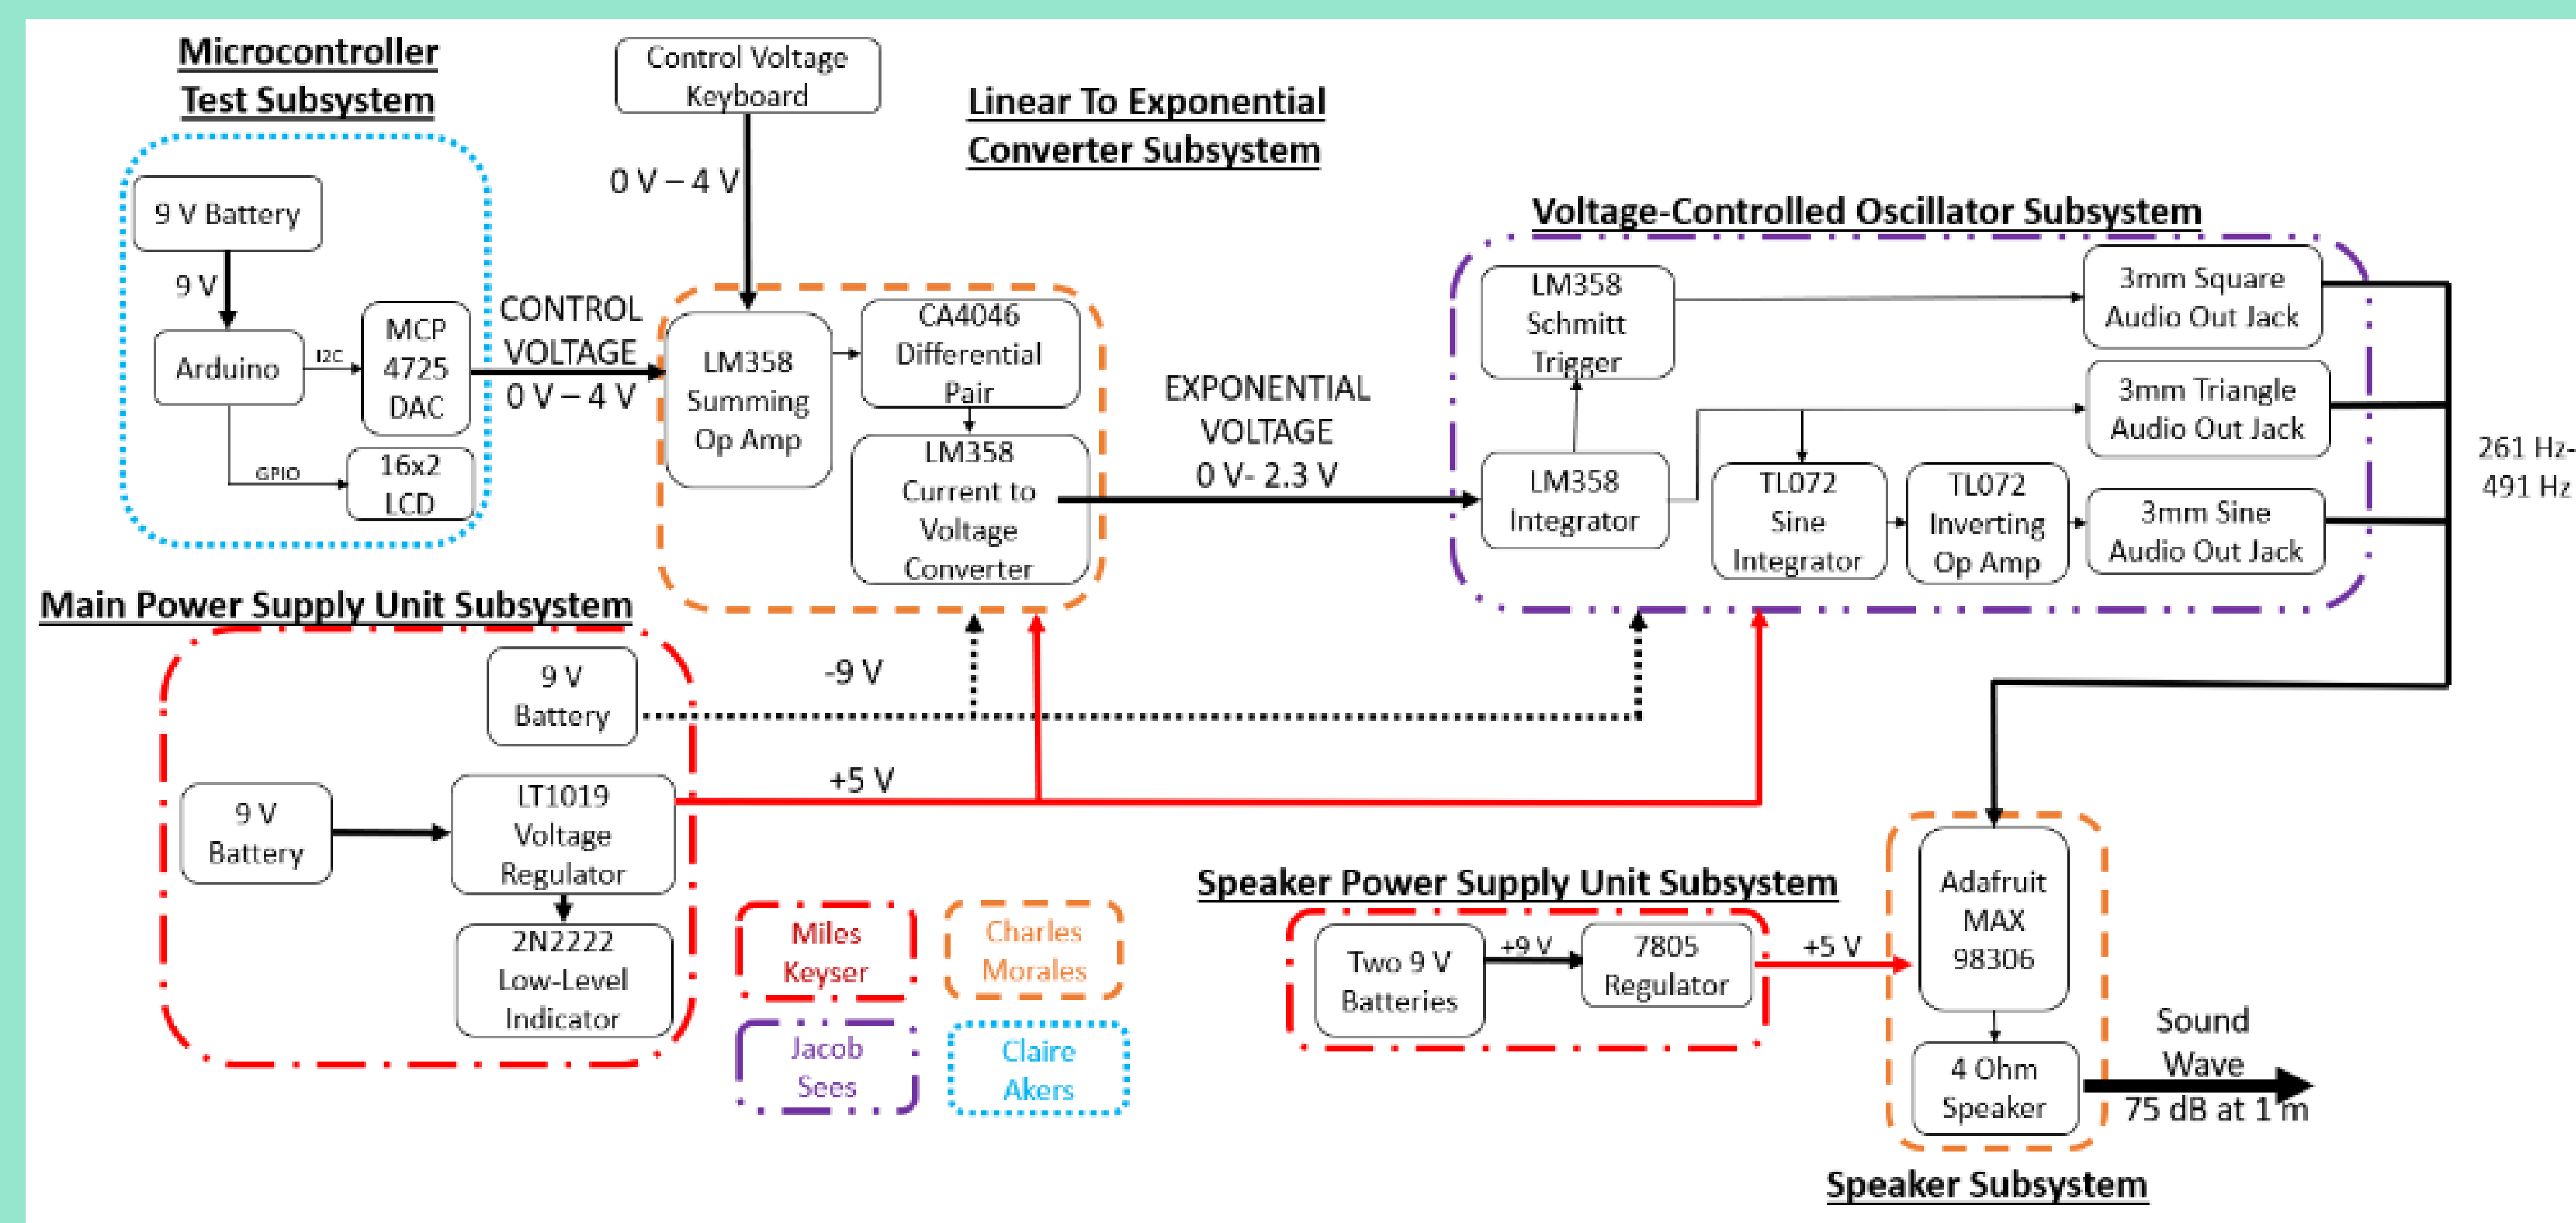 Microcontroller
Test Subsystem
9 V Battery
9 V
Arduino
I2C
MCP
4725
DAC
GPIO
16x2
LCD
CONTROL
VOLTAGE
0 V – 4 V
Control Voltage
Keyboard
0 V – 4 V
Linear To Exponential
Converter Subsystem
LM358
Summing
Op Amp
CA4046
Differential
Pair
LM358
Current to
Voltage
Converter
EXPONENTIAL
VOLTAGE
0 V- 2.3 V
Voltage-Controlled Oscillator Subsystem
LM358
Schmitt
Trigger
LM358
Integrator
TL072
Sine
Integrator
TL072
Inverting
Op Amp
3mm Square
Audio Out Jack
3mm Triangle
Audio Out Jack
3mm Sine
Audio Out Jack
261 Hz-
491 Hz
Main Power Supply Unit Subsystem
9 V
Battery
-9 V
9 V
Battery
LT1019
Voltage
Regulator
+5 V
2N2222
Low-Level
Indicator
Miles
Keyser
Charles
Morales
Jacob
Sees
Claire
Akers
Speaker Power Supply Unit Subsystem
Two 9 V
Batteries
+9 V
7805
Regulator
+5 V
Adafruit
MAX
98306
4 Ohm
Speaker
Sound
Wave
75 dB at 1 m
Speaker Subsystem